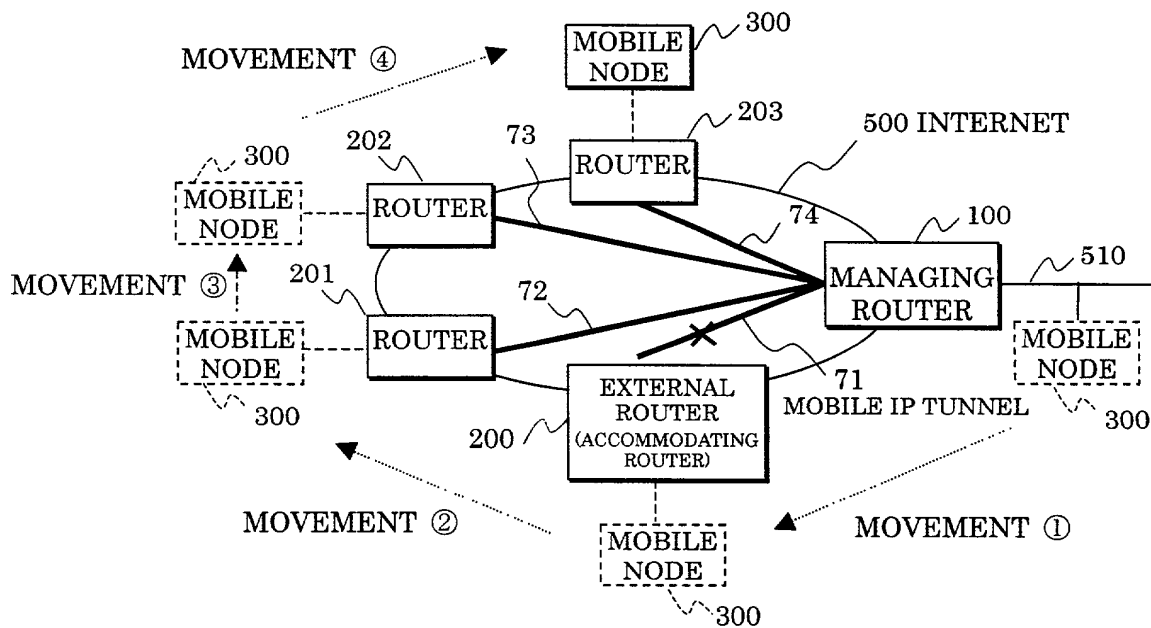 MOVEMENT ④
MOBILE
NODE
300
203
500 INTERNET
202
73
ROUTER
300
MOBILE
NODE
ROUTER
74
100
MANAGING
ROUTER
510
MOVEMENT ③
201
72
MOBILE
NODE
300
ROUTER
71
MOBILE IP TUNNEL
MOBILE
NODE
300
EXTERNAL
ROUTER
(ACCOMMODATING
ROUTER)
200
MOVEMENT ②
MOVEMENT ①
MOBILE
NODE
300